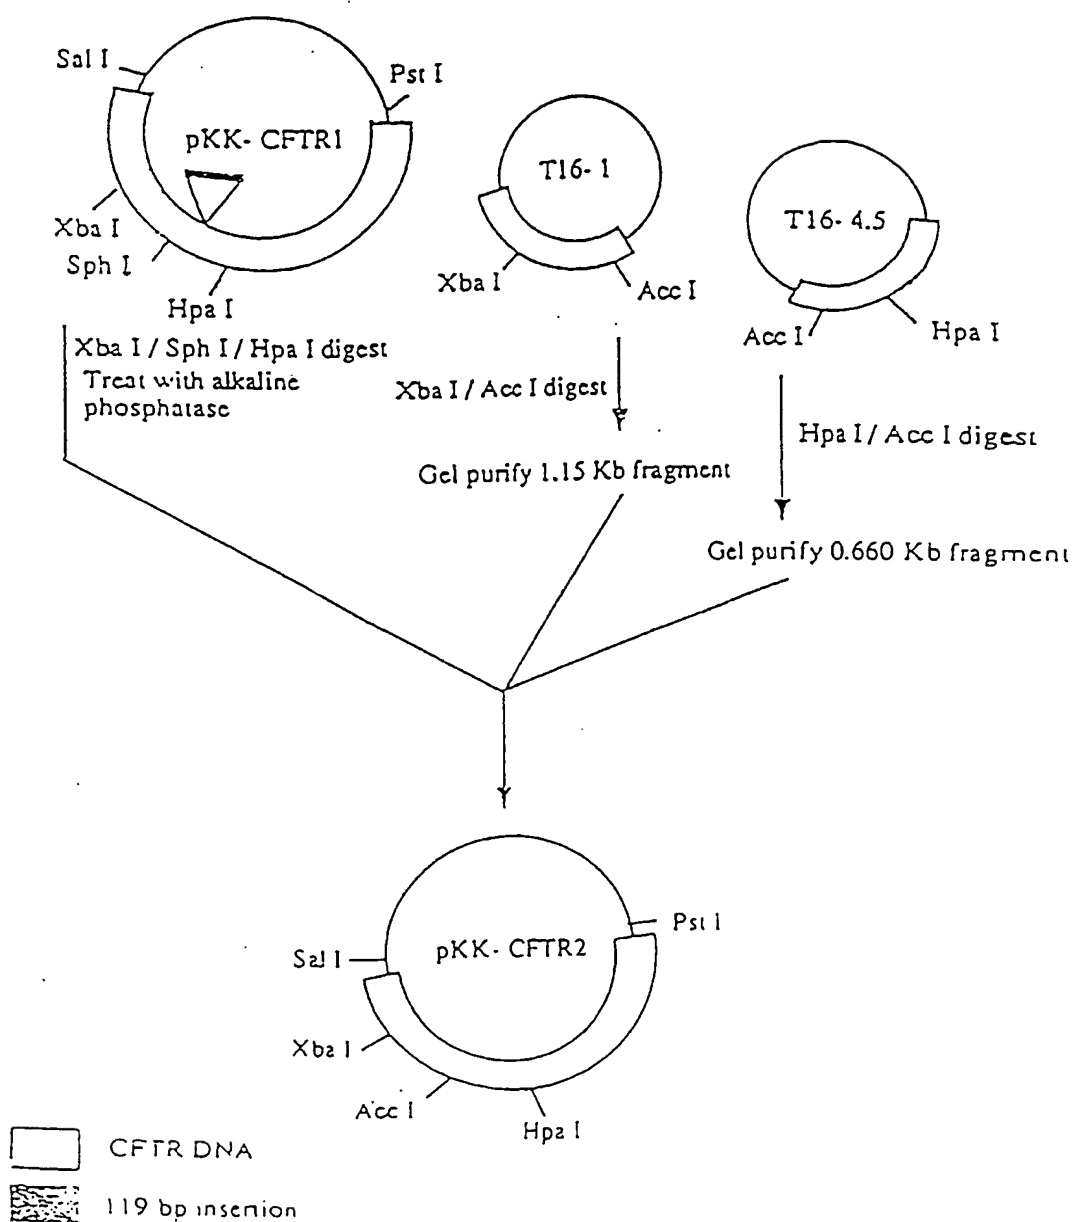 Sal I
Pst I
pKK- CFTR1
Xba I
Sph I
Hpa I
T16- 1
Xba I
Acc I
T16- 4.5
Acc I
Hpa I
Xba I / Sph I / Hpa I digest
Treat with alkaline
phosphatase
Xba I / Acc I digest
Hpa I / Acc I digest
Gel purify 1.15 Kb fragment
Gel purify 0.660 Kb fragment
Sal I
Pst I
pKK- CFTR2
Xba I
Acc I
Hpa I
CFTR DNA
119 bp insertion